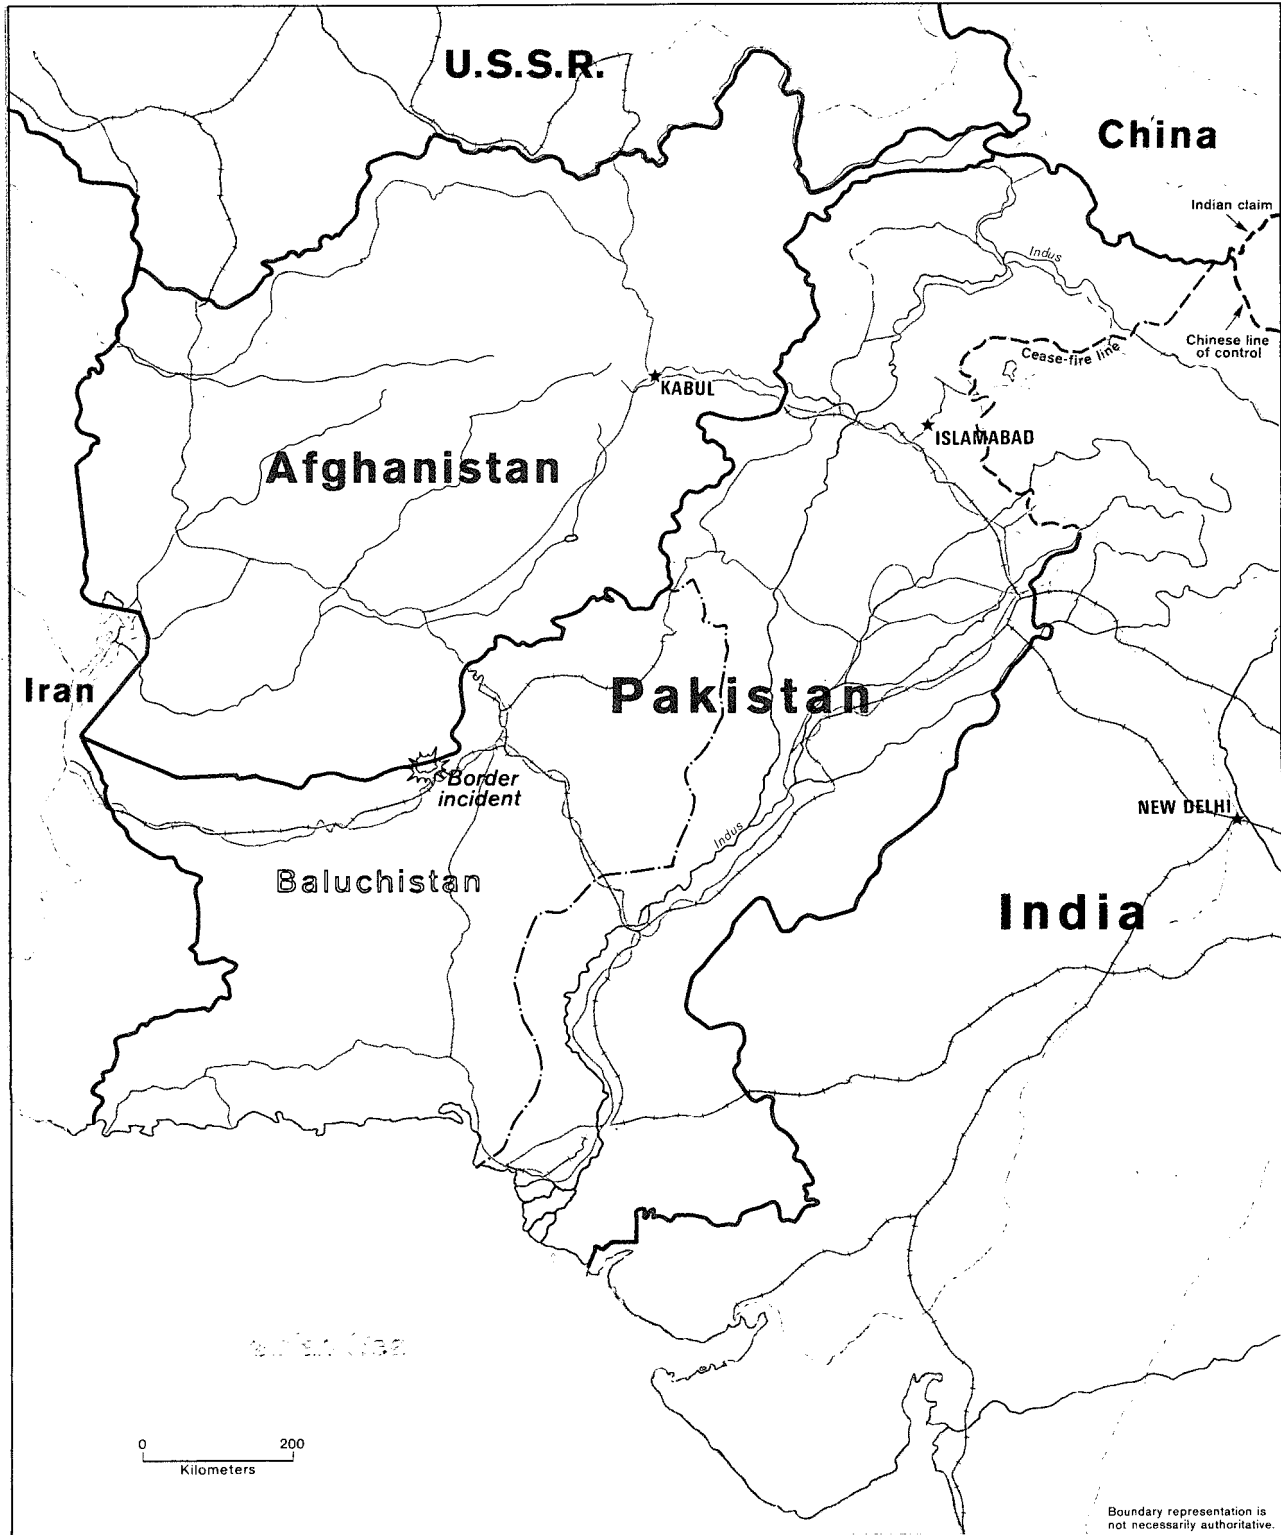 U.S.S.R.
China
Indian claim
Indus
Chinese line
of control
Cease-fire line
KABUL
ISLAMABAD
Afghanistan
Iran
Pakistan
Border
incident
NEW DELHI
Indus
Baluchistan
India
0 200
Kilometers
Boundary representation is
not necessarily authoritative.